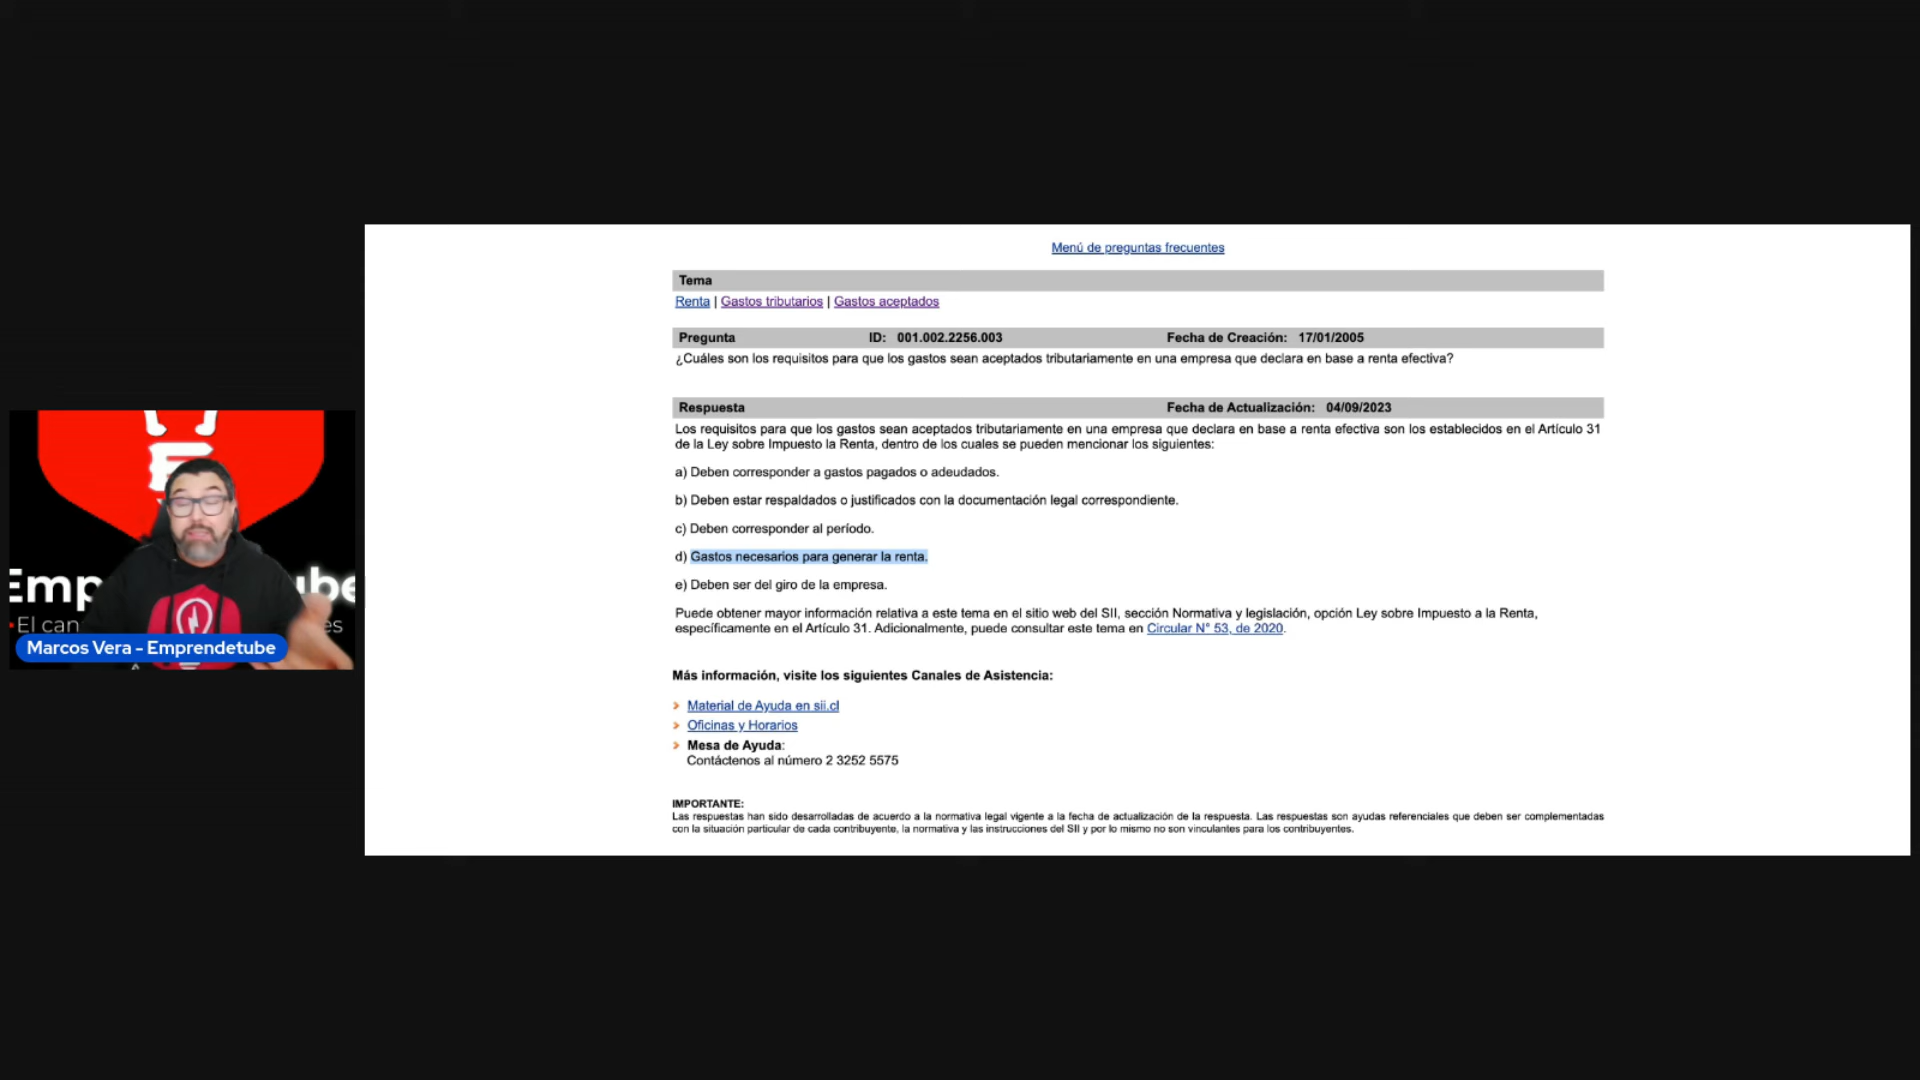 Menú de preguntas frecuentes
Tema
Renta | Gastos tributarios | Gastos aceptados
Pregunta ID: 001.002.2256.003 Fecha de Creación: 17/01/2005
¿Cuáles son los requisitos para que los gastos sean aceptados tributariamente en una empresa que declara en base a renta efectiva?
Respuesta Fecha de Actualización: 04/09/2023
Los requisitos para que los gastos sean aceptados tributariamente en una empresa que declara en base a renta efectiva son los establecidos en el Artículo 31
de la Ley sobre Impuesto la Renta, dentro de los cuales se pueden mencionar los siguientes:
a) Deben corresponder a gastos pagados o adeudados.
b) Deben estar respaldados o justificados con la documentación legal correspondiente.
c) Deben corresponder al período.
d) Gastos necesarios para generar la renta.
e) Deben ser del giro de la empresa.
Puede obtener mayor información relativa a este tema en el sitio web del SII, sección Normativa y legislación, opción Ley sobre Impuesto a la Renta,
específicamente en el Artículo 31. Adicionalmente, puede consultar este tema en Circular N° 53, de 2020.
Más información, visite los siguientes Canales de Asistencia:
Material de Ayuda en sii.cl
Oficinas y Horarios
Mesa de Ayuda:
Contáctenos al número 2 3252 5575
IMPORTANTE:
Las respuestas han sido desarrolladas de acuerdo a la normativa legal vigente a la fecha de actualización de la respuesta. Las respuestas son ayudas referenciales que deben ser complementadas
con la situación particular de cada contribuyente, la normativa y las instrucciones del SII y por lo mismo no son vinculantes para los contribuyentes.
Emp be
El can es
Marcos Vera - Emprendetube